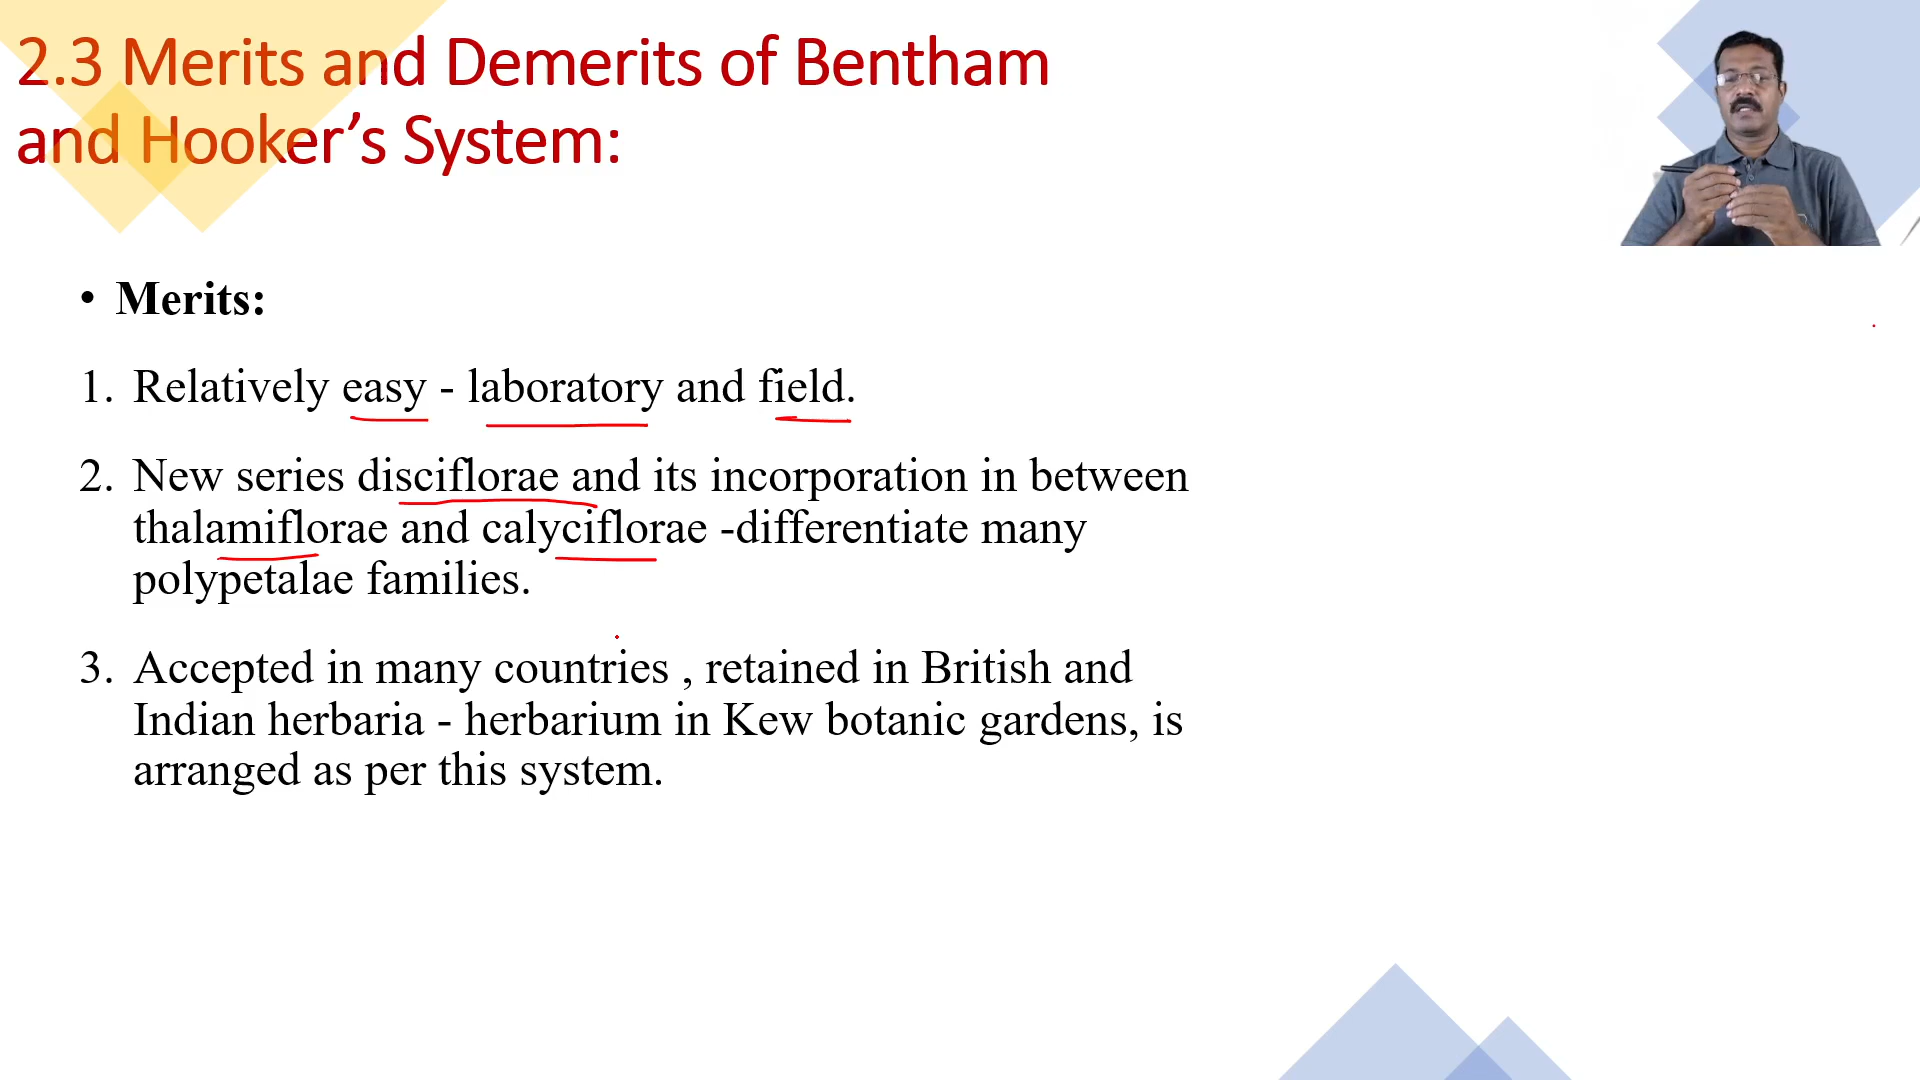 2.3 Merits and Demerits of Bentham
and Hooker’s System:
• Merits:
1. Relatively easy - laboratory and field.
2. New series disciflorae and its incorporation in between
thalamiflorae and calyciflorae -differentiate many
polypetalae families.
3. Accepted in many countries , retained in British and
Indian herbaria - herbarium in Kew botanic gardens, is
arranged as per this system.